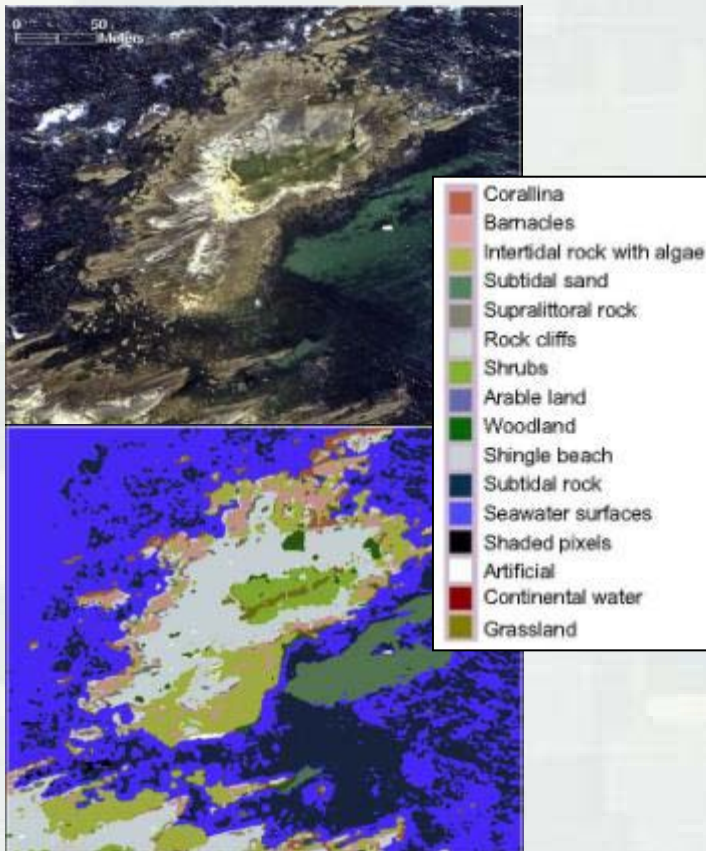 0 50
Meters
Corallina
Barnacles
Intertidal rock with algae
Subtidal sand
Supralittoral rock
Rock cliffs
Shrubs
Arable land
Woodland
Shingle beach
Subtidal rock
Seawater surfaces
Shaded pixels
Artificial
Continental water
Grassland